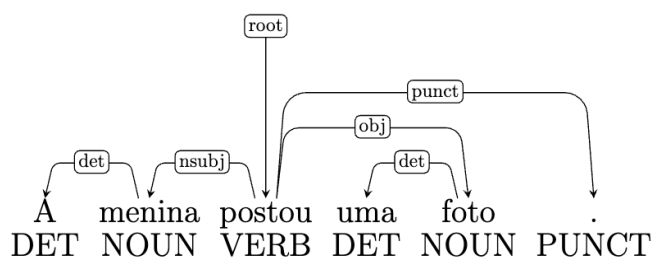 root
punct
obj
det nsubj det
A menina postou uma foto .
DET NOUN VERB DET NOUN PUNCT